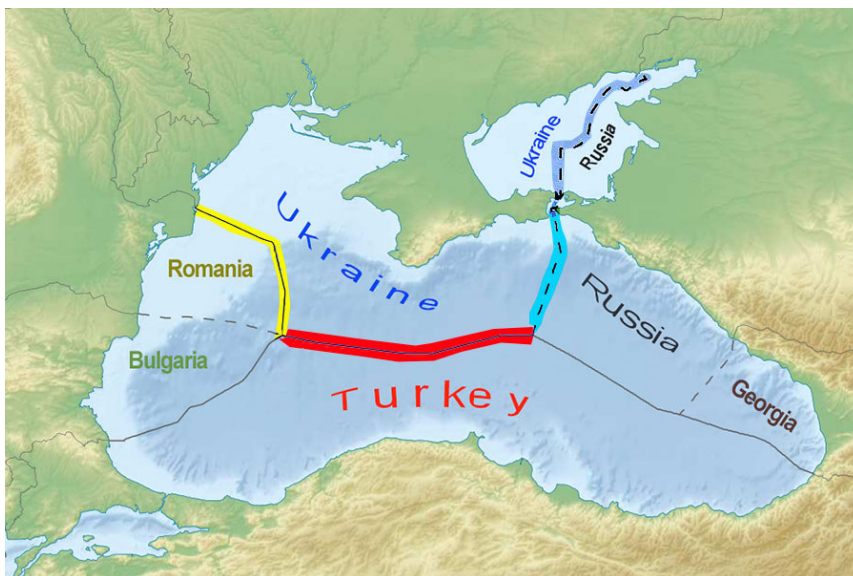 Ukraine
Russia
Ukraine
Romania
Russia
Bulgaria
Turkey
Georgia